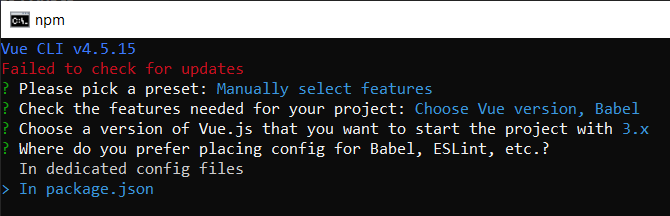 C:\. npm
Vue CLI v4.5.15
Failed to check for updates
? Please pick a preset: Manually select features
? Check the features needed for your project: Choose Vue version, Babel
? Choose a version of Vue.js that you want to start the project with 3.x
? Where do you prefer placing config for Babel, ESLint, etc.?
  In dedicated config files
> In package.json